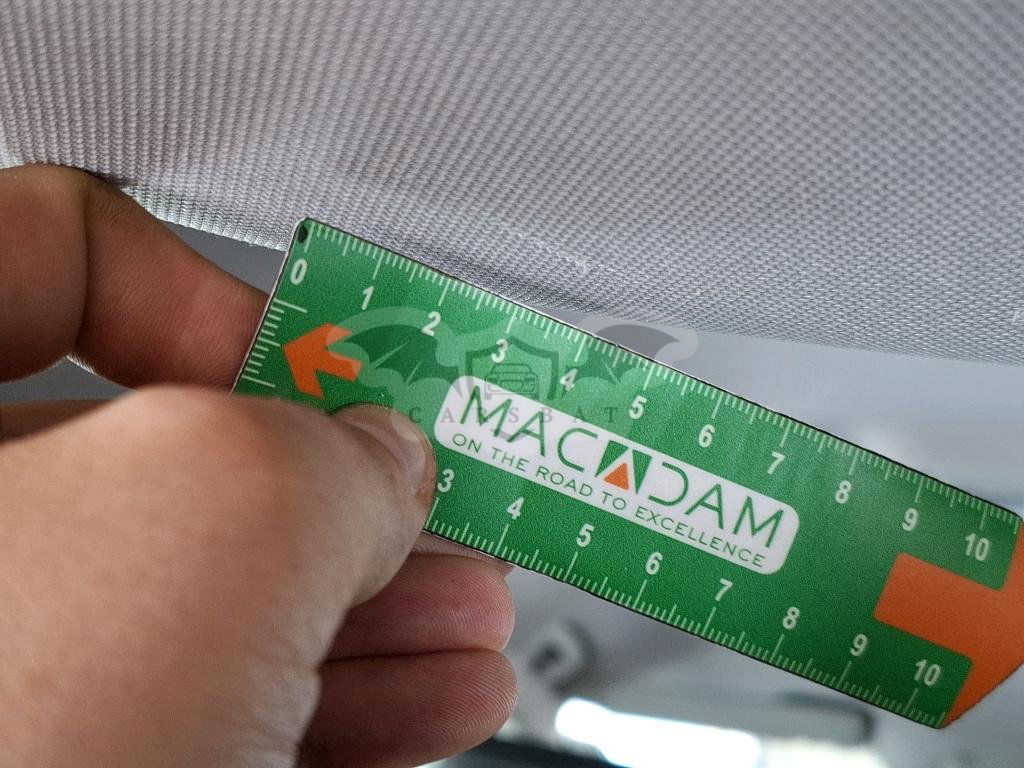 0 1 2 3 4 5 6 7 8 9 10
CARSBAT
MACADAM
ON THE ROAD TO EXCELLENCE
3 4 5 6 7 8 9 10